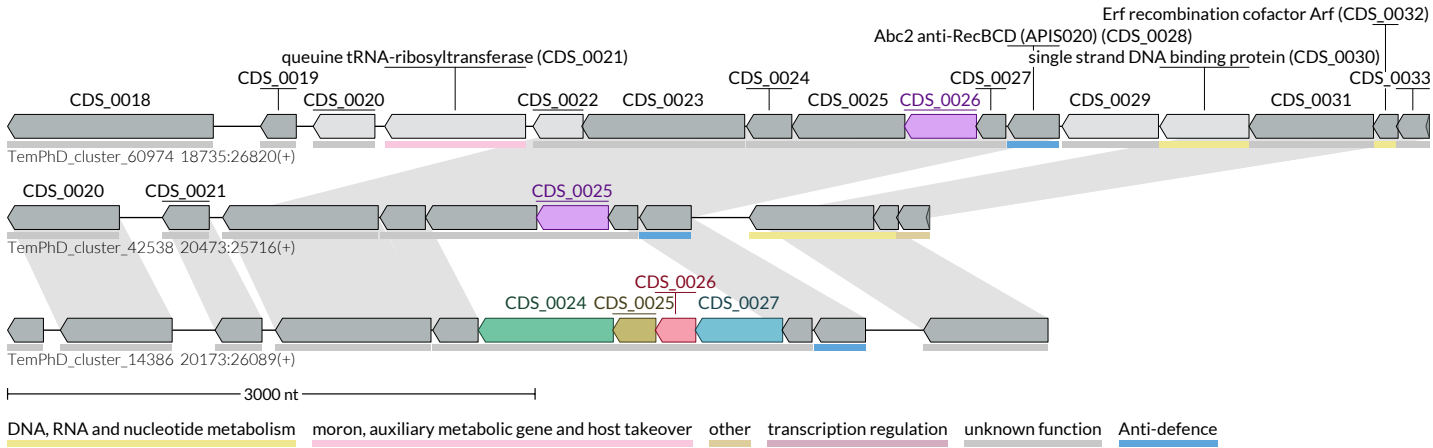 Erf recombination cofactor Arf (CDS_0032)
Abc2 anti-RecBCD (APIS020) (CDS_0028)
queuine tRNA-ribosyltransferase (CDS_0021) single strand DNA binding protein (CDS_0030)
CDS_0019 CDS_0024 CDS_0027 CDS_0033
CDS_0018 CDS_0020 CDS_0022 CDS_0023 CDS_0025 CDS_0026 CDS_0029 CDS_0031
TemPhD_cluster_60974 18735:26820(+)
CDS_0020 CDS_0021 CDS_0025
TemPhD_cluster_42538 20473:25716(+)
CDS_0026
CDS_0024 CDS_0025 CDS_0027
TemPhD_cluster_14386 20173:26089(+)
3000 nt
DNA, RNA and nucleotide metabolism moron, auxiliary metabolic gene and host takeover other transcription regulation unknown function Anti-defence